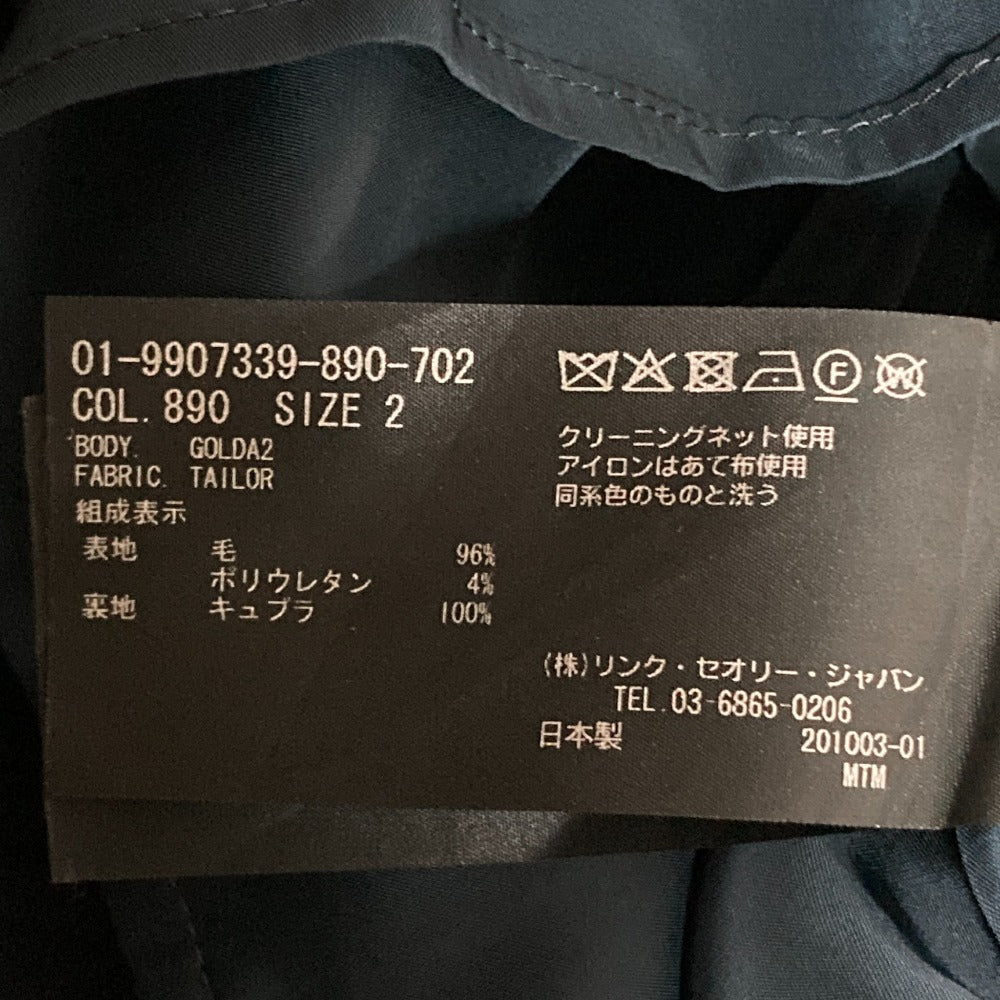 01-9907339-890-702
COL. 890 SIZE 2
BODY. GOLDA2
FABRIC. TAILOR
組成表示
表地 毛 96%
ポリウレタン 4%
裏地 キュプラ 100%
F W
クリーニングネット使用
アイロンはあて布使用
同系色のものと洗う
(株)リンク・セオリー・ジャパン
TEL.03-6865-0206
日本製 201003-01
MTM